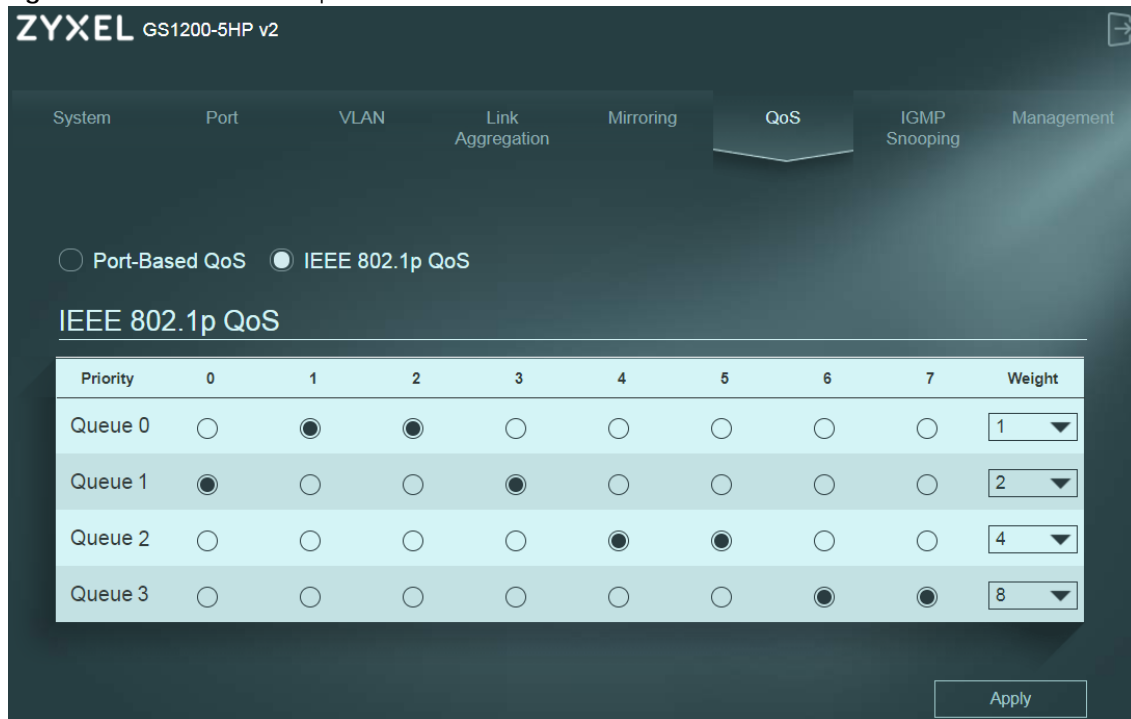 ZYXEL GS1200-5HP v2
System Port VLAN Link Aggregation Mirroring QoS IGMP Snooping Management
Port-Based QoS IEEE 802.1p QoS
IEEE 802.1p QoS
Priority 0 1 2 3 4 5 6 7 Weight
Queue 0 1
Queue 1 2
Queue 2 4
Queue 3 8
Apply